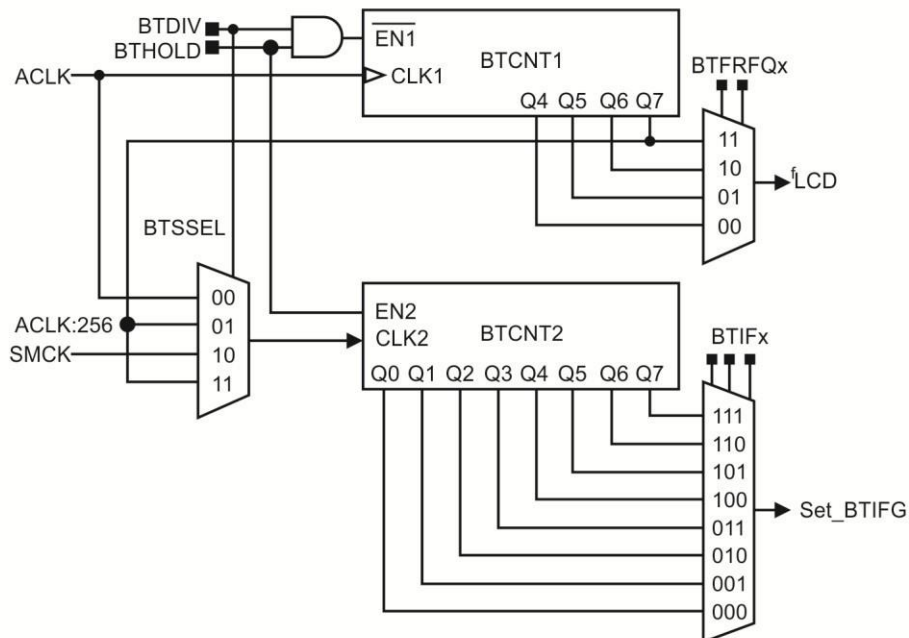 BTDIV
BTHOLD
ACLK
EN1
CLK1
BTCNT1
Q4 Q5 Q6 Q7
BTFRFQx
11
10
01
00
fLCD
BTSSEL
00
01
10
11
ACLK:256
SMCK
EN2
CLK2
BTCNT2
Q0 Q1 Q2 Q3 Q4 Q5 Q6 Q7
BTIFx
111
110
101
100
011
010
001
000
Set_BTIFG